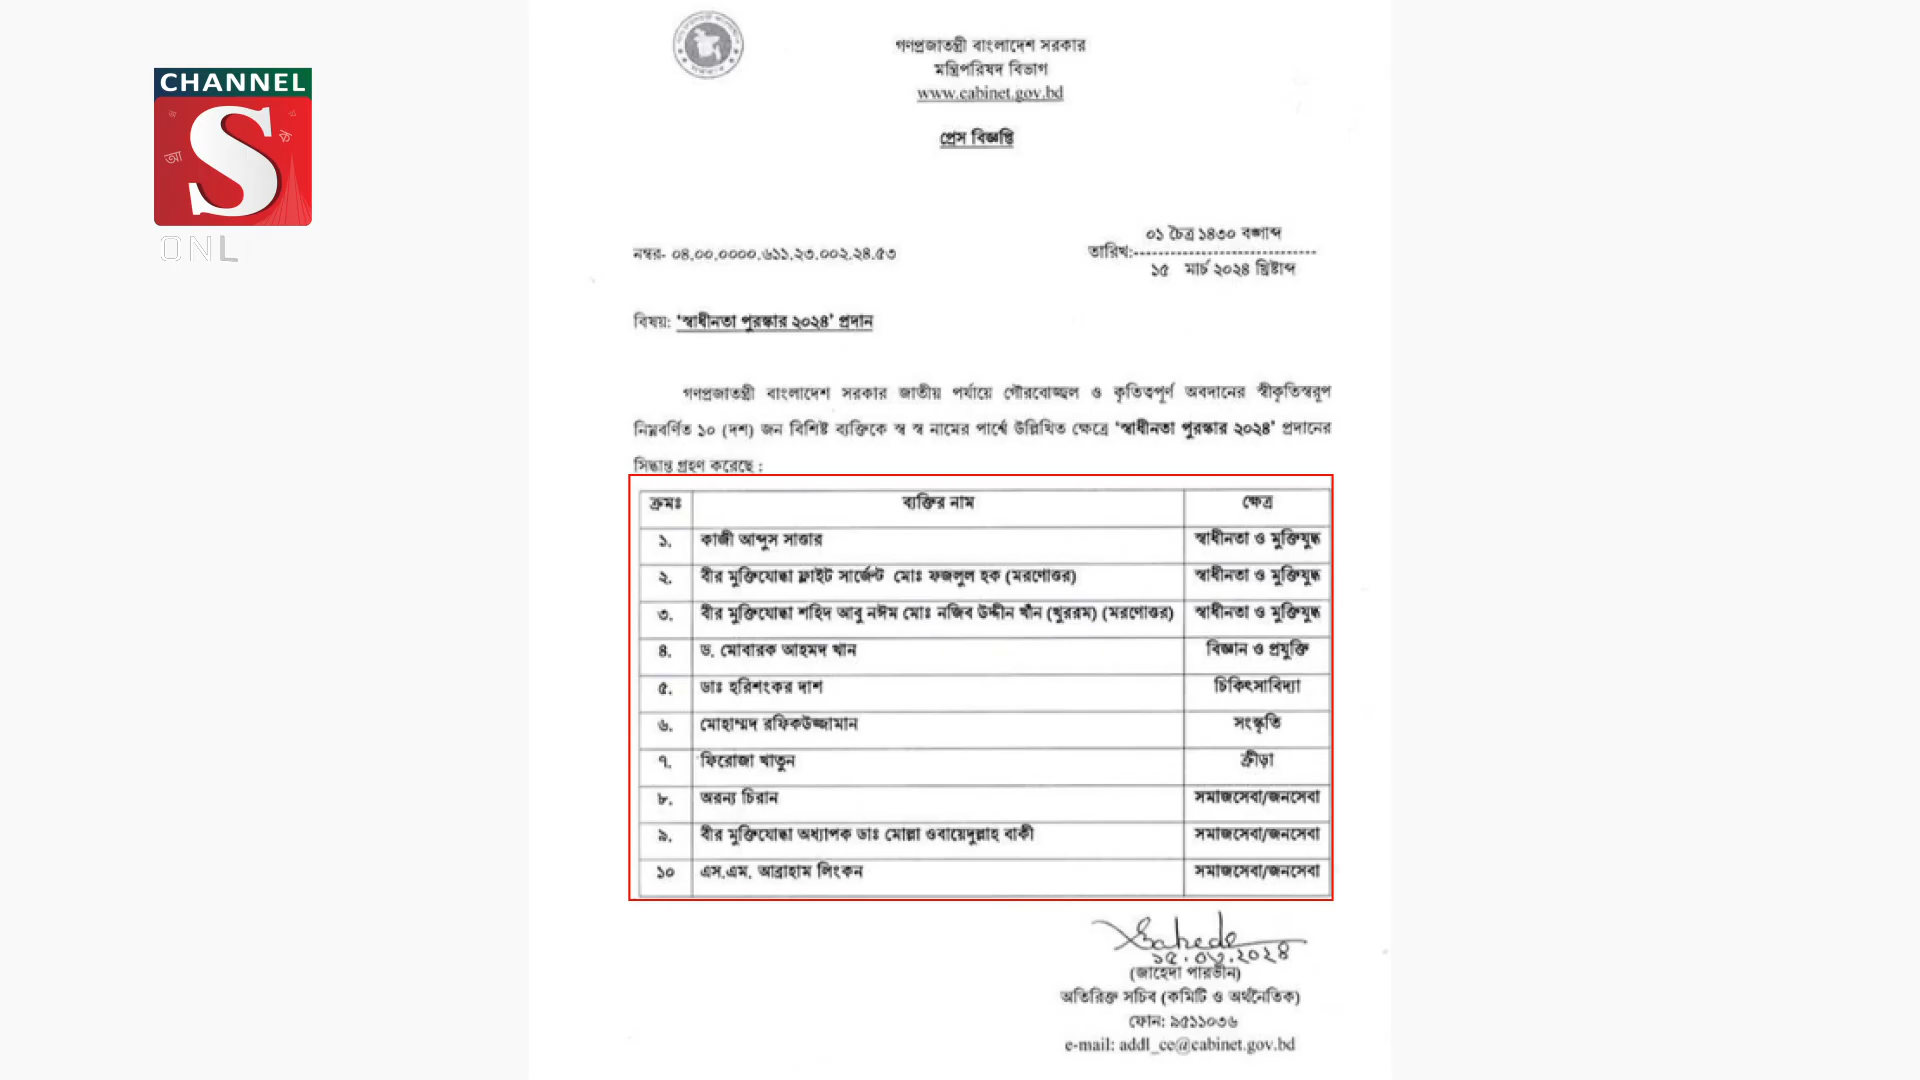 CHANNEL
S
ONL
গণপ্রজাতন্ত্রী বাংলাদেশ সরকার
মন্ত্রিপরিষদ বিভাগ
www.cabinet.gov.bd
প্রেস বিজ্ঞপ্তি
০১ চৈত্র ১৪৩০ বঙ্গাব্দ
নম্বর- ০৪.০০.০০০০.৬১১.২৩.০০২.২৪.৫৩ তারিখ:
১৫ মার্চ ২০২৪ খ্রিষ্টাব্দ
বিষয়: ‘স্বাধীনতা পুরস্কার ২০২৪’ প্রদান
গণপ্রজাতন্ত্রী বাংলাদেশ সরকার জাতীয় পর্যায়ে গৌরবোজ্জ্বল ও কৃতিত্বপূর্ণ অবদানের স্বীকৃতিস্বরূপ
নিম্নবর্ণিত ১০ (দশ) জন বিশিষ্ট ব্যক্তিকে স্ব স্ব নামের পার্শ্বে উল্লিখিত ক্ষেত্রে ‘স্বাধীনতা পুরস্কার ২০২৪’ প্রদানের
সিদ্ধান্ত গ্রহণ করেছে :
ক্রমঃ ব্যক্তির নাম ক্ষেত্র
১. কাজী আব্দুস সাত্তার স্বাধীনতা ও মুক্তিযুদ্ধ
২. বীর মুক্তিযোদ্ধা ফ্লাইট সার্জেন্ট মোঃ ফজলুল হক (মরণোত্তর) স্বাধীনতা ও মুক্তিযুদ্ধ
৩. বীর মুক্তিযোদ্ধা শহিদ আবু নঈম মোঃ নজিব উদ্দীন খাঁন (খুররম) (মরণোত্তর) স্বাধীনতা ও মুক্তিযুদ্ধ
৪. ড. মোবারক আহমদ খান বিজ্ঞান ও প্রযুক্তি
৫. ডাঃ হরিশংকর দাশ চিকিৎসাবিদ্যা
৬. মোহাম্মদ রফিকউজ্জামান সংস্কৃতি
৭. ফিরোজা খাতুন ক্রীড়া
৮. অরন্য চিরান সমাজসেবা/জনসেবা
৯. বীর মুক্তিযোদ্ধা অধ্যাপক ডাঃ মোল্লা ওবায়েদুল্লাহ বাকী সমাজসেবা/জনসেবা
১০ এস.এম. আব্রাহাম লিংকন সমাজসেবা/জনসেবা
১৫.০৩.২০২৪
(জাহেদা পারভীন)
অতিরিক্ত সচিব (কমিটি ও অর্থনৈতিক)
ফোন: ৯৫১১০৩৬
e-mail: addl_ce@cabinet.gov.bd